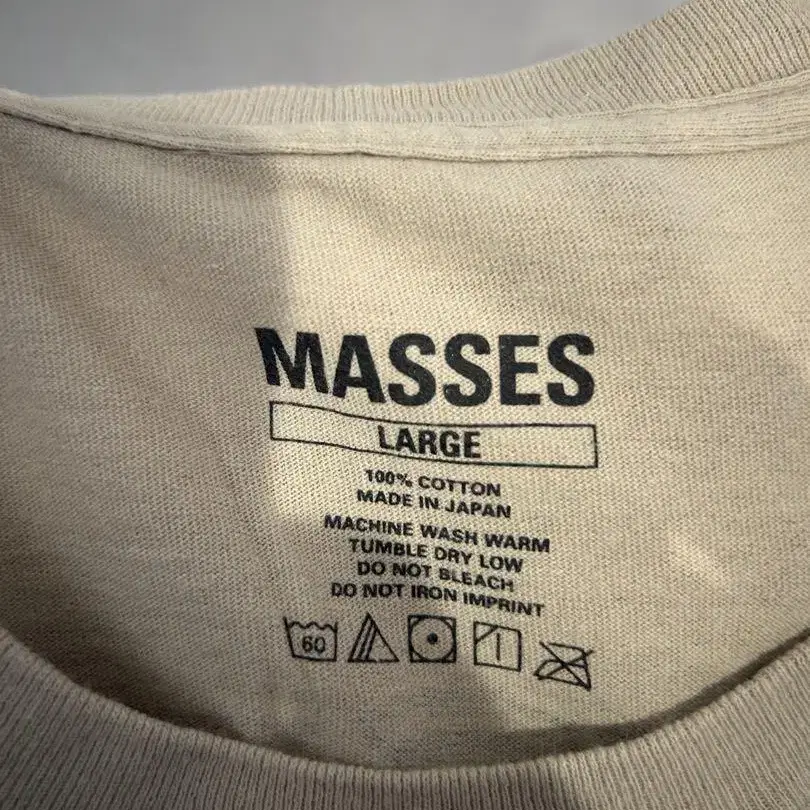 MASSES
LARGE
100% COTTON
MADE IN JAPAN
MACHINE WASH WARM
TUMBLE DRY LOW
DO NOT BLEACH
DO NOT IRON IMPRINT
60